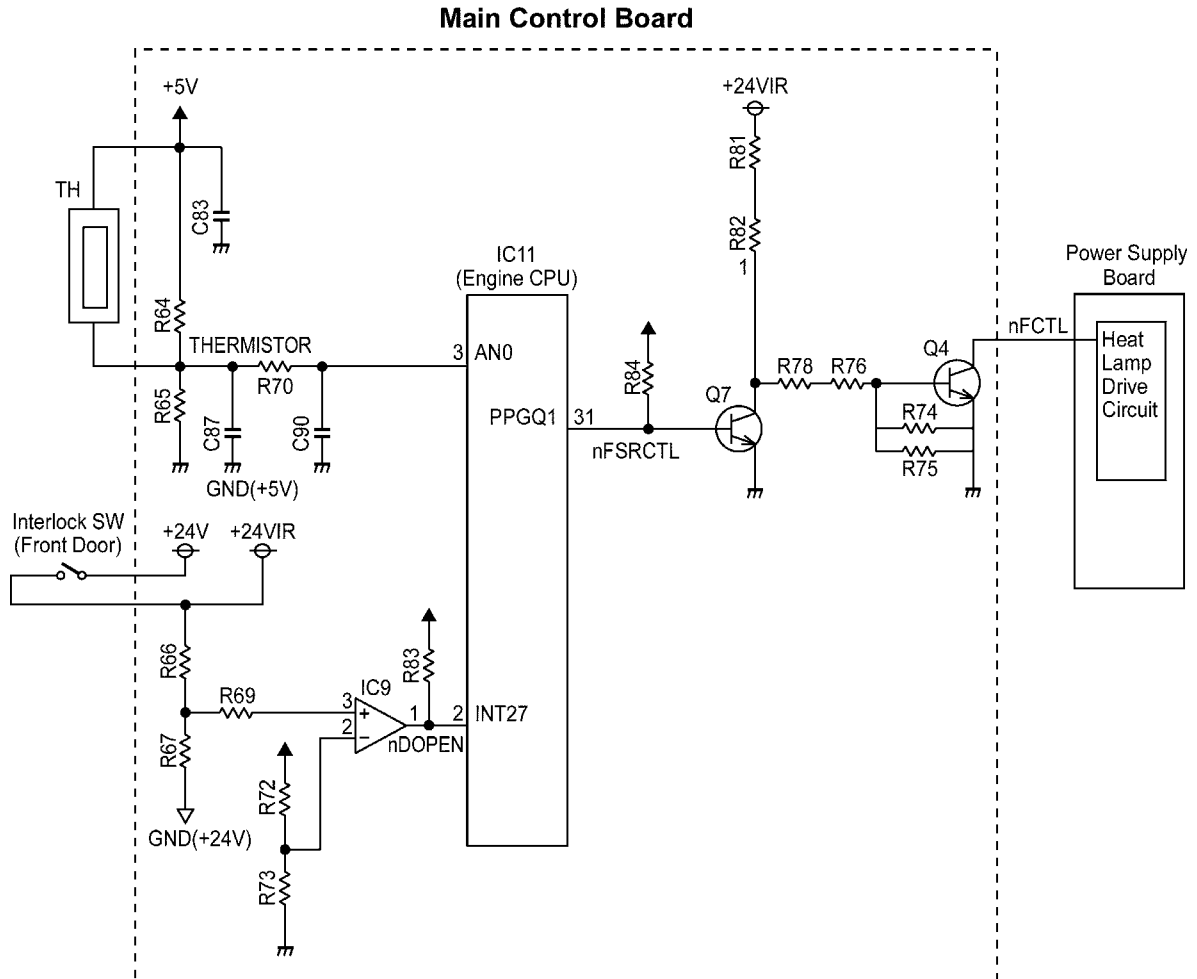 Main Control Board
+5V
+24VIR
TH
C83
R81
R82
1
IC11
(Engine CPU)
Power Supply
Board
R64
THERMISTOR
R70
3 AN0
nFCTL
Heat
Lamp
Drive
Circuit
Q4
R65
C87
C90
R84
R78
R76
Q7
PPGQ1 31
nFSRCTL
R74
R75
GND(+5V)
Interlock SW
(Front Door)
+24V
+24VIR
R66
R83
R69
IC9
3
+
1
2 INT27
2
−
nDOPEN
R67
R72
GND(+24V)
R73